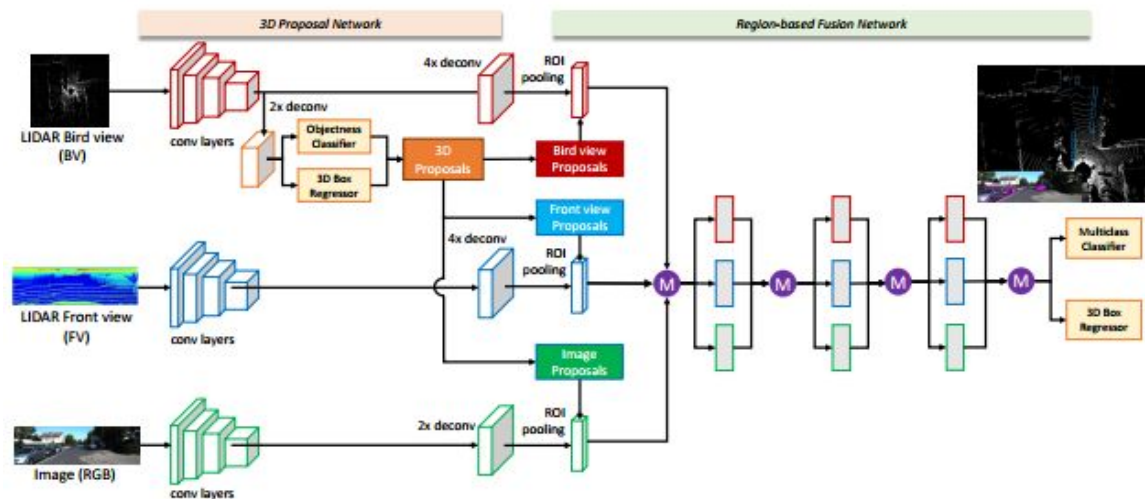 3D Proposal Network
Region-based Fusion Network
LIDAR Bird view
(BV)
conv layers
2x deconv
4x deconv
ROI
pooling
Objectness
Classifier
3D Box
Regressor
3D
Proposals
Bird view
Proposals
Front view
Proposals
LIDAR Front view
(FV)
conv layers
4x deconv
ROI
pooling
Image
Proposals
Image (RGB)
conv layers
2x deconv
ROI
pooling
M
M
M
M
Multiclass
Classifier
3D Box
Regressor